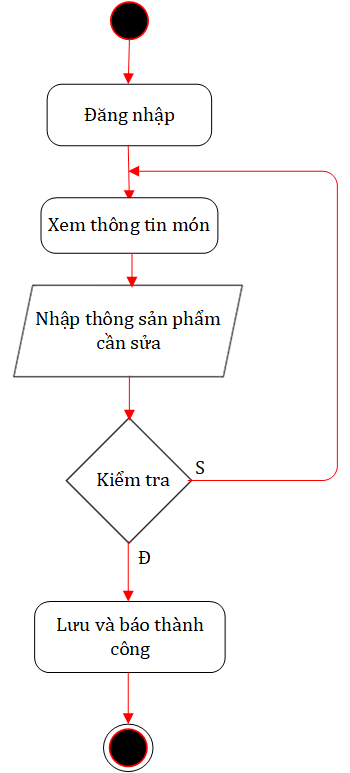 Đăng nhập
Xem thông tin món
Nhập thông sản phẩm
cần sửa
Kiểm tra
S
Đ
Lưu và báo thành
công